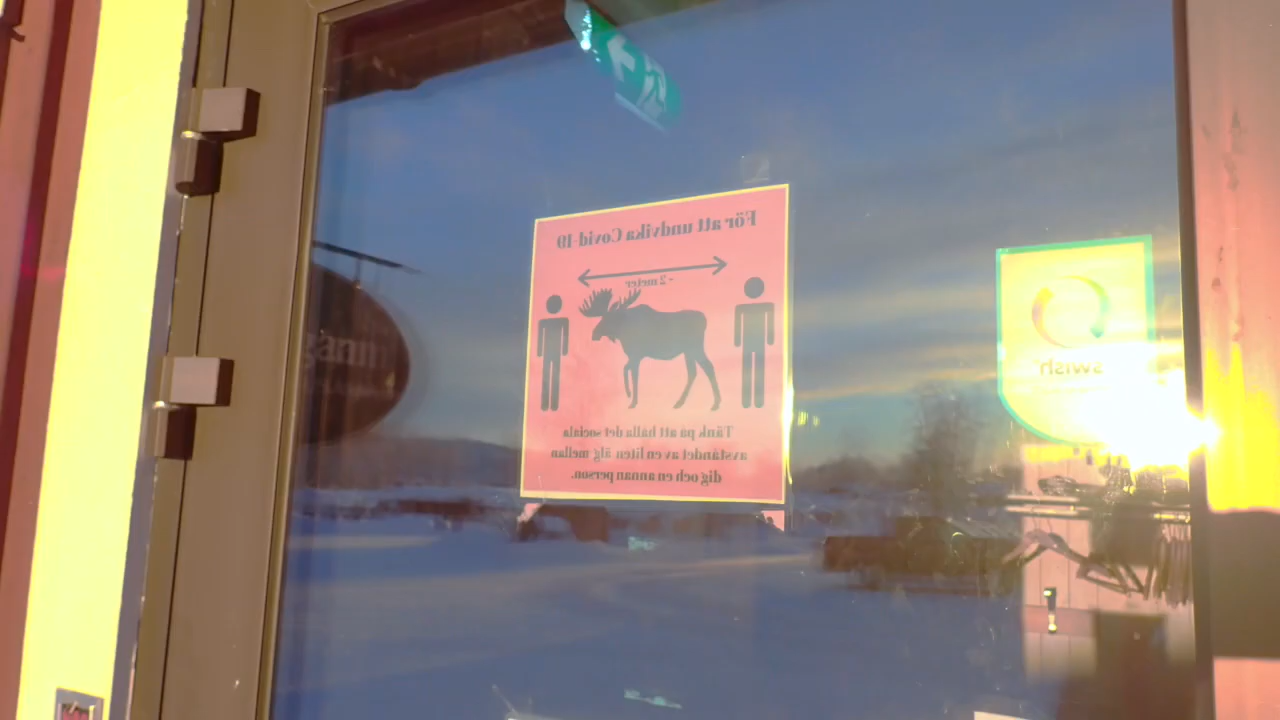 För att undvika Covid-19
~2 meter
Tänk på att hålla det sociala
avståndet av en liten älg mellan
dig och en annan person.
swish
gann